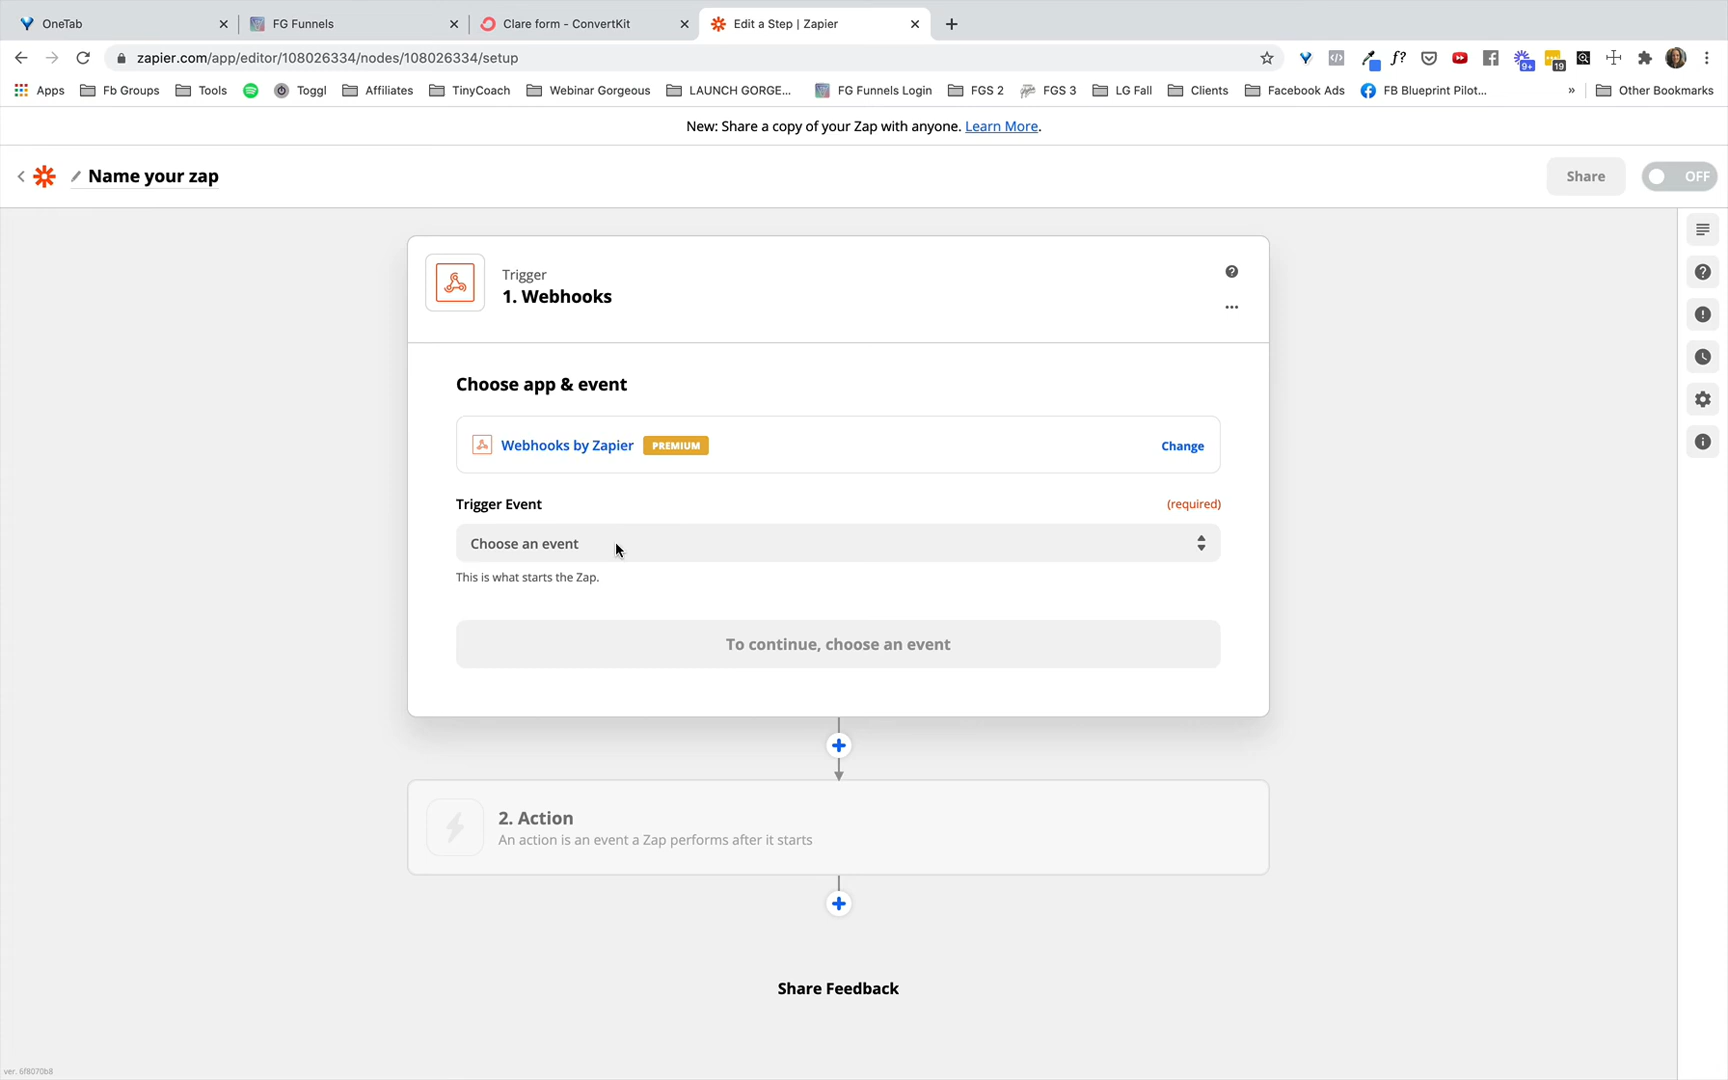 OneTab
FG Funnels
Clare form - ConvertKit
Edit a Step | Zapier
zapier.com/app/editor/108026334/nodes/108026334/setup
f?
9+
19
Apps
Fb Groups
Tools
Toggl
Affiliates
TinyCoach
Webinar Gorgeous
LAUNCH GORGE...
FG Funnels Login
FGS 2
FGS 3
LG Fall
Clients
Facebook Ads
FB Blueprint Pilot...
»
Other Bookmarks
New: Share a copy of your Zap with anyone. Learn More.
Name your zap
Share
OFF
Trigger
1. Webhooks
Choose app & event
Webhooks by Zapier
PREMIUM
Change
Trigger Event
(required)
Choose an event
This is what starts the Zap.
To continue, choose an event
2. Action
An action is an event a Zap performs after it starts
Share Feedback
ver. 6f8070b8